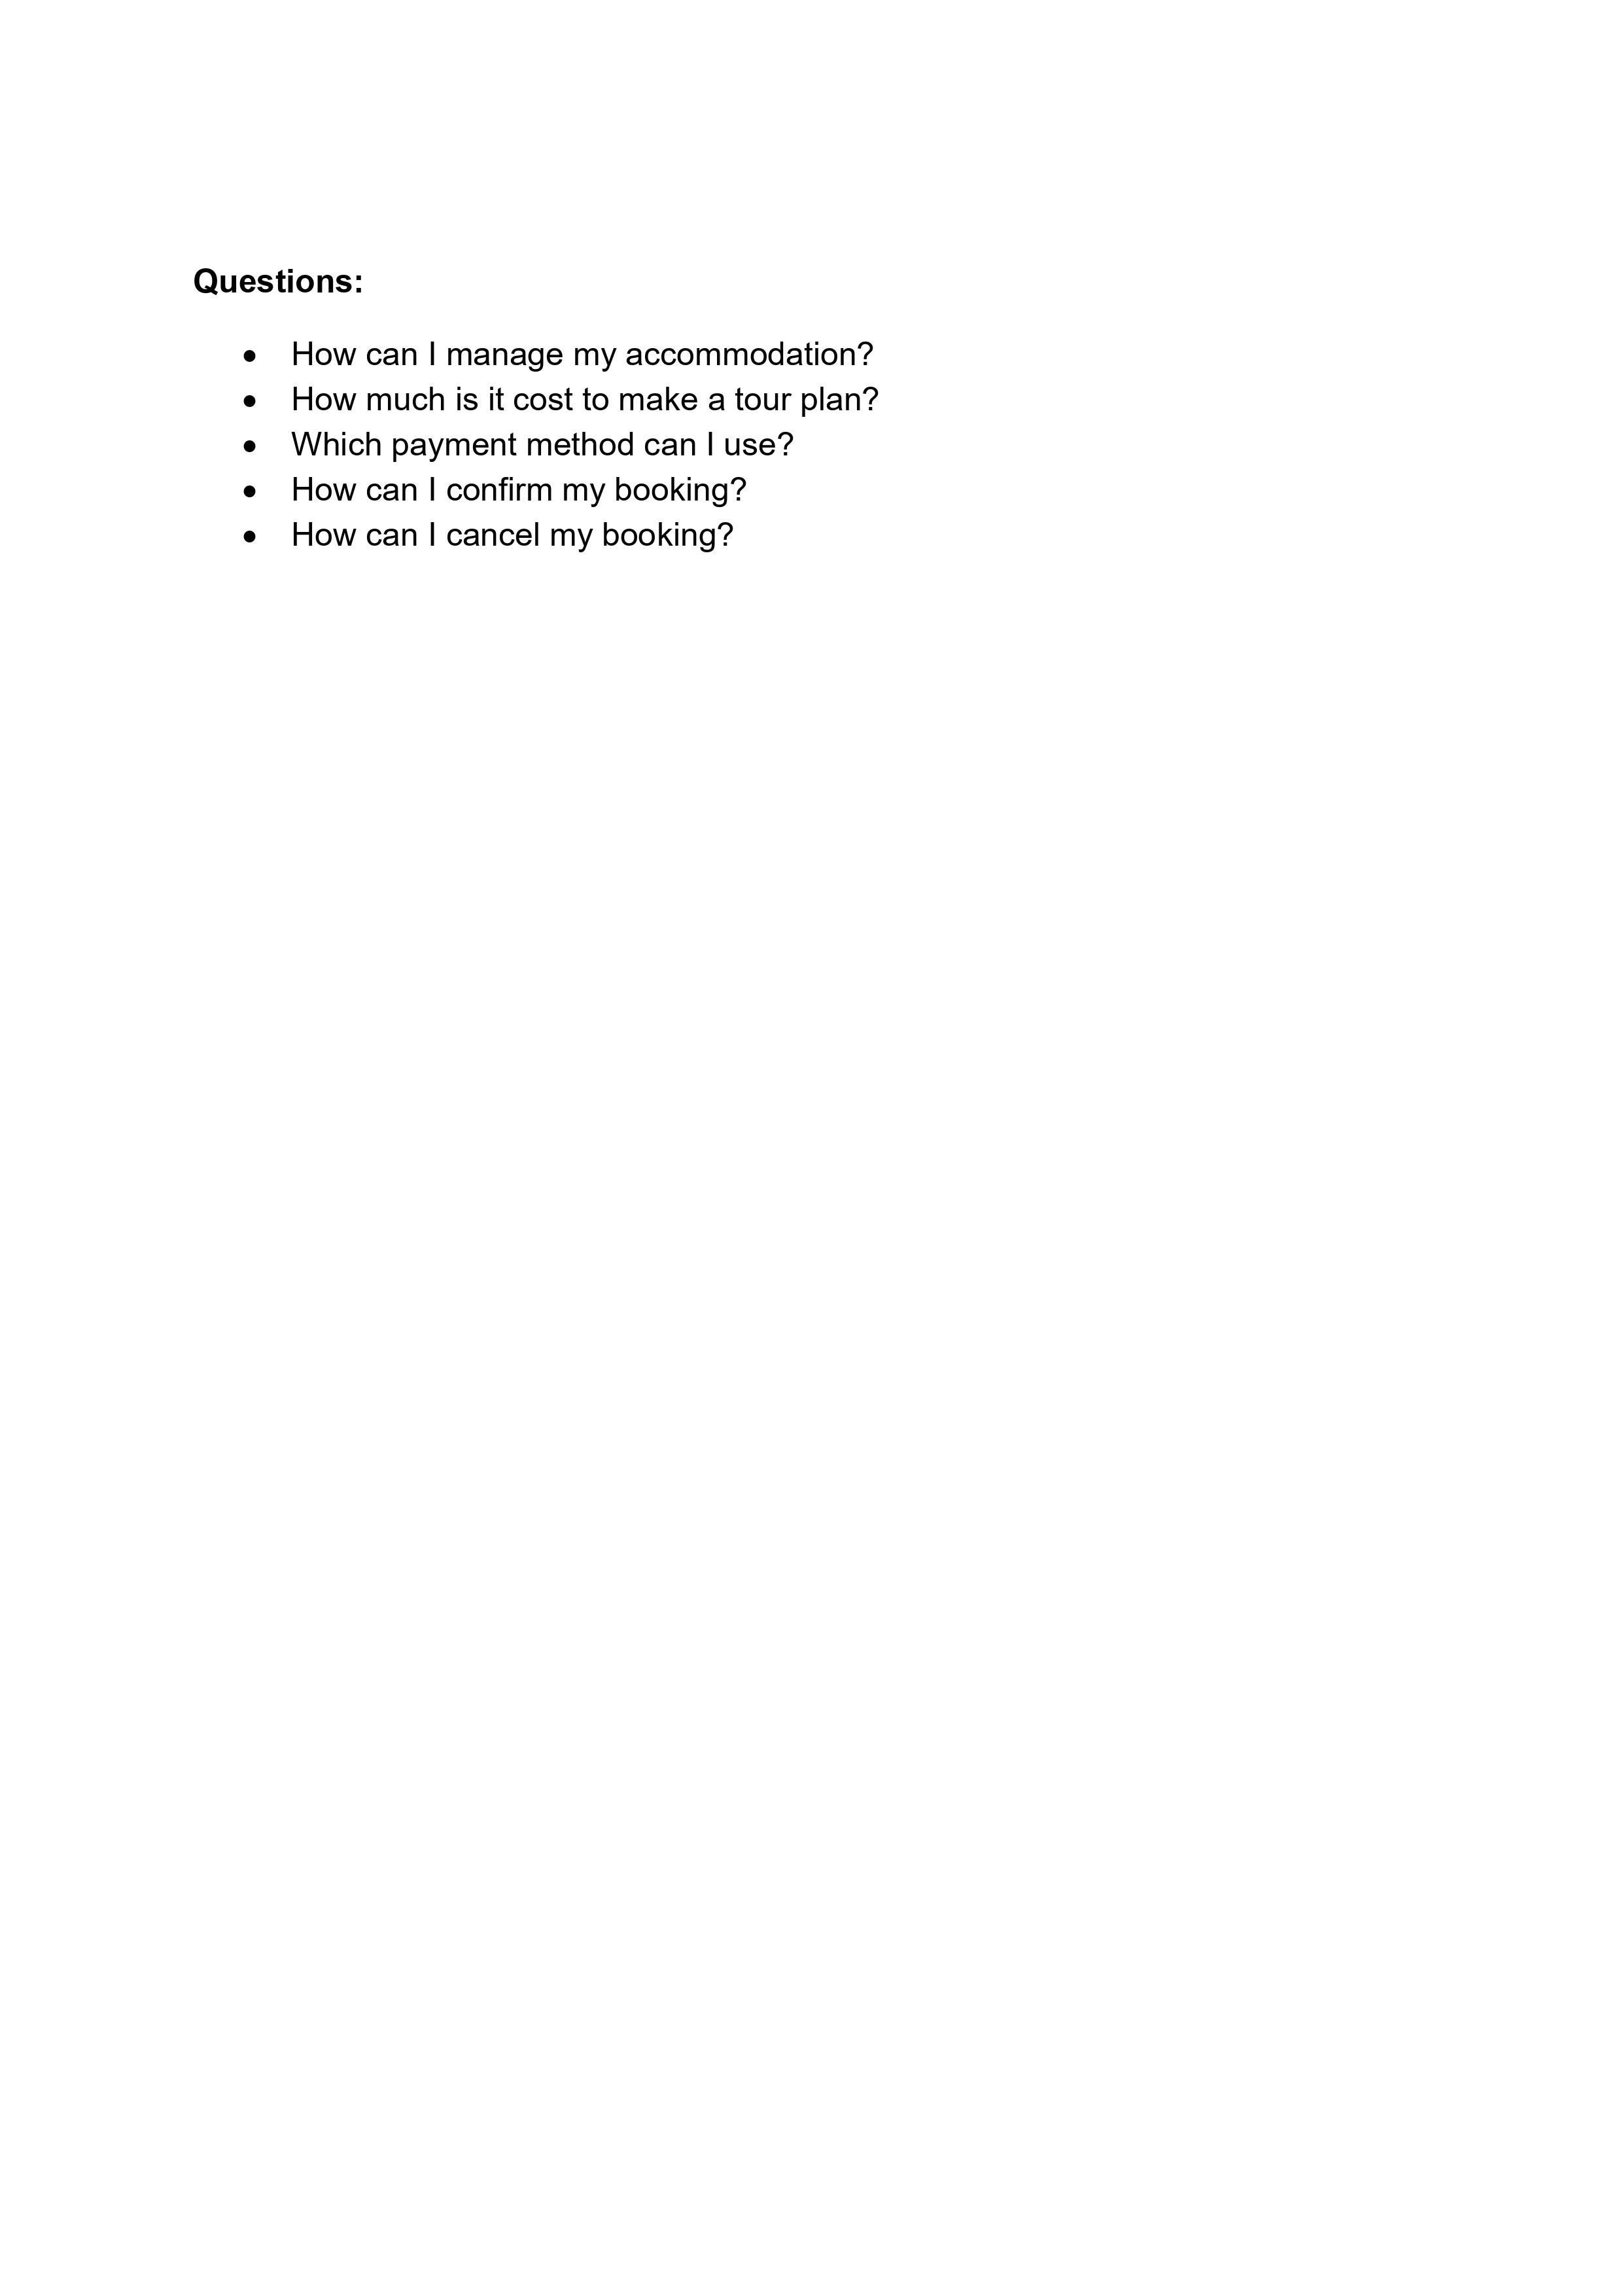 Questions:
• How can I manage my accommodation?
• How much is it cost to make a tour plan?
• Which payment method can I use?
• How can I confirm my booking?
• How can I cancel my booking?